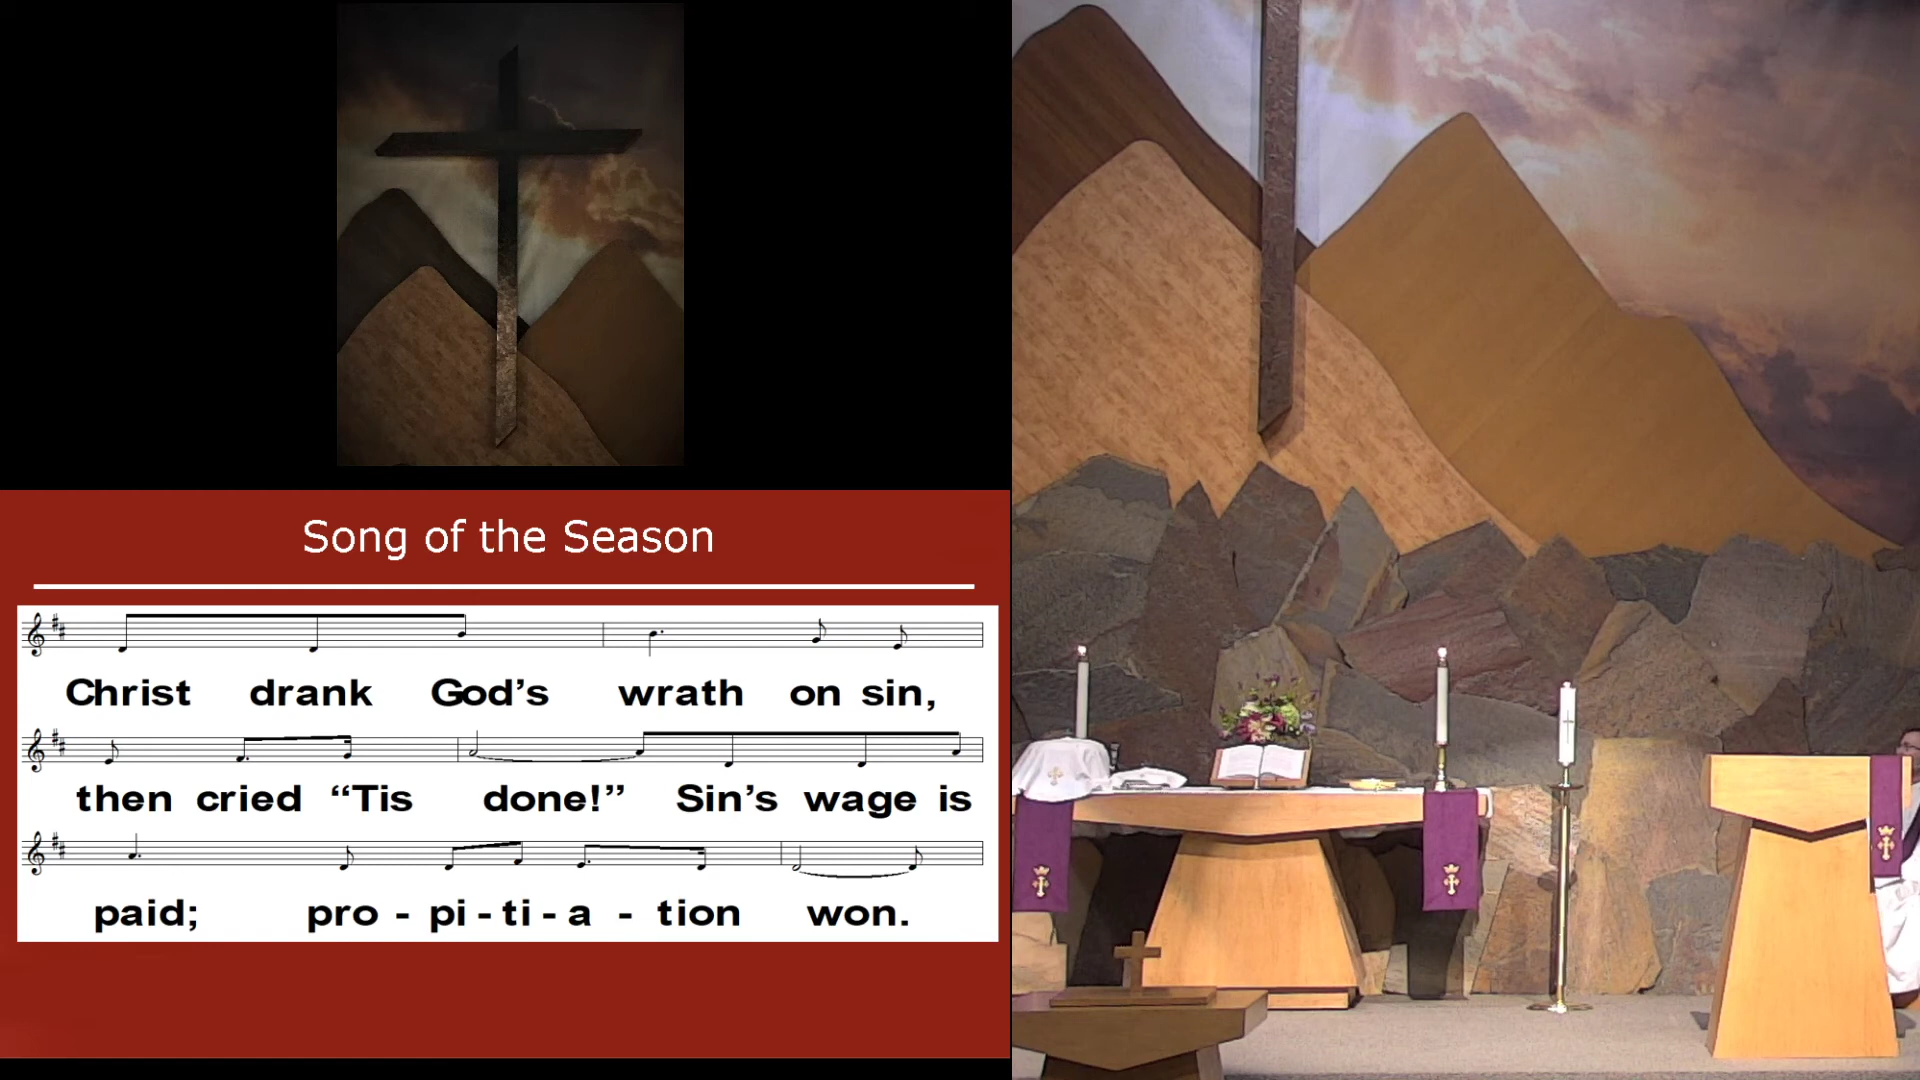 Song of the Season
Christ drank God's wrath on sin,
then cried “Tis done!” Sin's wage is
paid; pro - pi - ti - a - tion won.